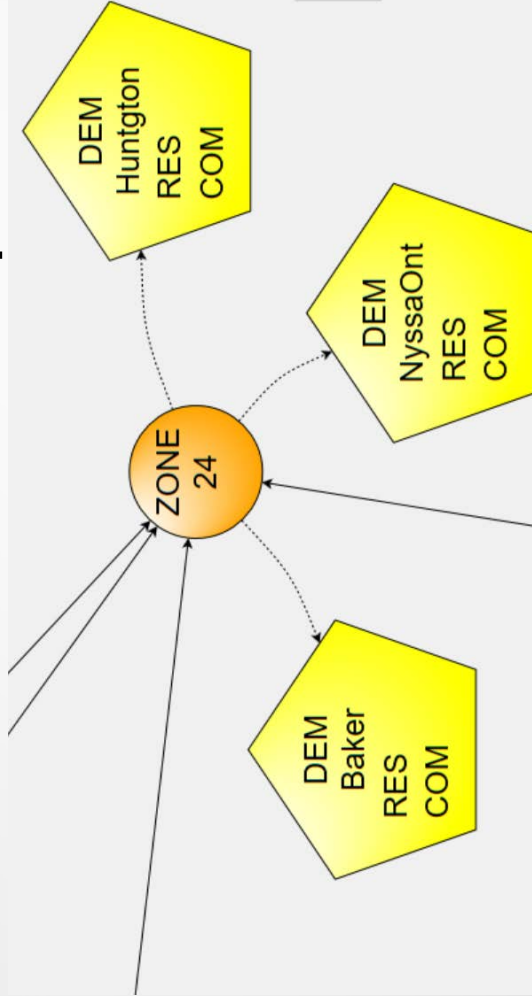 DEM
Huntgton
RES
COM
DEM
NyssaOnt
RES
COM
ZONE
24
DEM
Baker
RES
COM